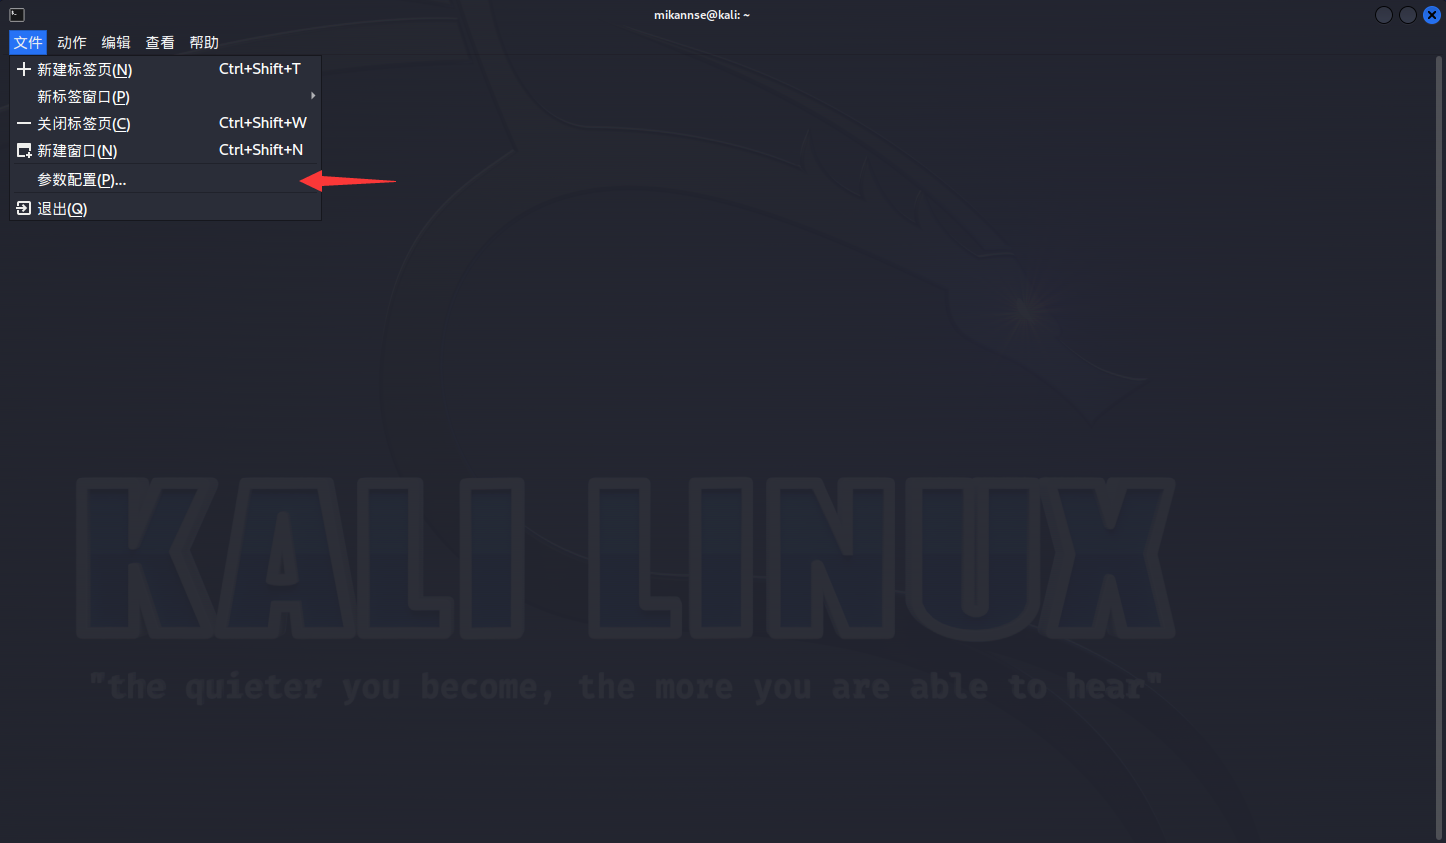 mikannse@kali: ~
文件 动作 编辑 查看 帮助
新建标签页(N) Ctrl+Shift+T
新标签窗口(P)
关闭标签页(C) Ctrl+Shift+W
新建窗口(N) Ctrl+Shift+N
参数配置(P)...
退出(Q)
KALI LINUX
"the quieter you become, the more you are able to hear"